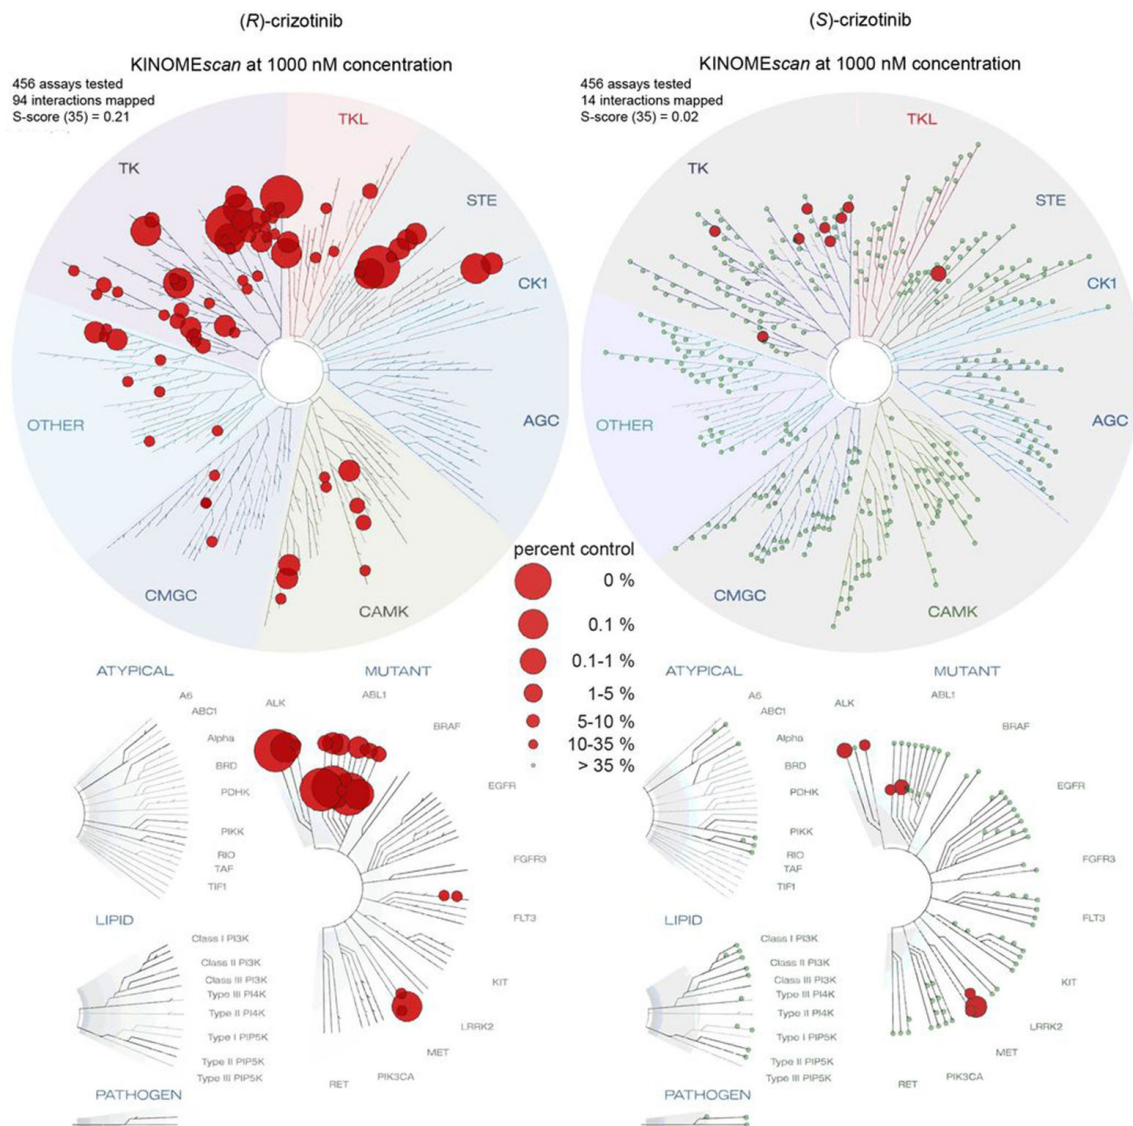 (R)-crizotinib
KINOMEscan at 1000 nM concentration
456 assays tested
94 interactions mapped
S-score (35) = 0.21
TKL
TK
STE
CK1
AGC
OTHER
CMGC
CAMK
(S)-crizotinib
KINOMEscan at 1000 nM concentration
456 assays tested
14 interactions mapped
S-score (35) = 0.02
TKL
TK
STE
CK1
AGC
OTHER
CMGC
CAMK
percent control
0 %
0.1 %
0.1-1 %
1-5 %
5-10 %
10-35 %
> 35 %
ATYPICAL
A6
ABC1
Alpha
BRD
PDHK
PIKK
RIO
TAF
TIF1
LIPID
Class I PI3K
Class II PI3K
Class III PI3K
Type III PI4K
Type II PI4K
Type I PIP5K
Type II PIP5K
Type III PIP5K
PATHOGEN
MUTANT
ALK
ABL1
BRAF
EGFR
FGFR3
FLT3
KIT
LRRK2
MET
PIK3CA
RET
ATYPICAL
A6
ABC1
Alpha
BRD
PDHK
PIKK
RIO
TAF
TIF1
LIPID
Class I PI3K
Class II PI3K
Class III PI3K
Type III PI4K
Type II PI4K
Type I PIP5K
Type II PIP5K
Type III PIP5K
PATHOGEN
MUTANT
ALK
ABL1
BRAF
EGFR
FGFR3
FLT3
KIT
LRRK2
MET
PIK3CA
RET